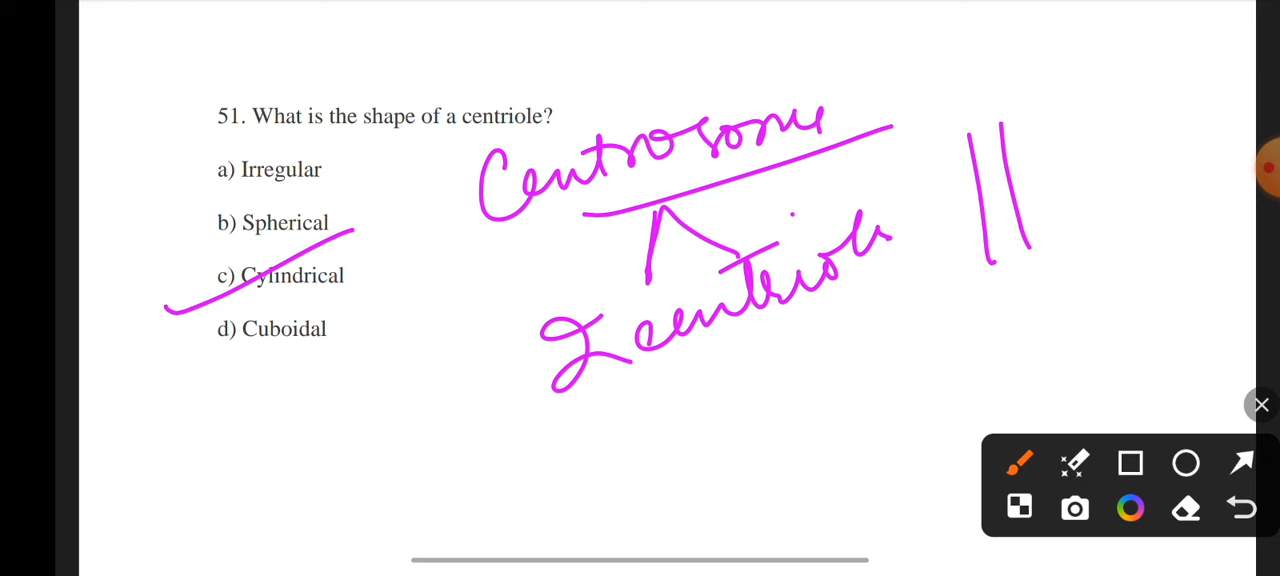 51. What is the shape of a centriole?
a) Irregular
b) Spherical
c) Cylindrical
d) Cuboidal
Centrosome
2 centriole